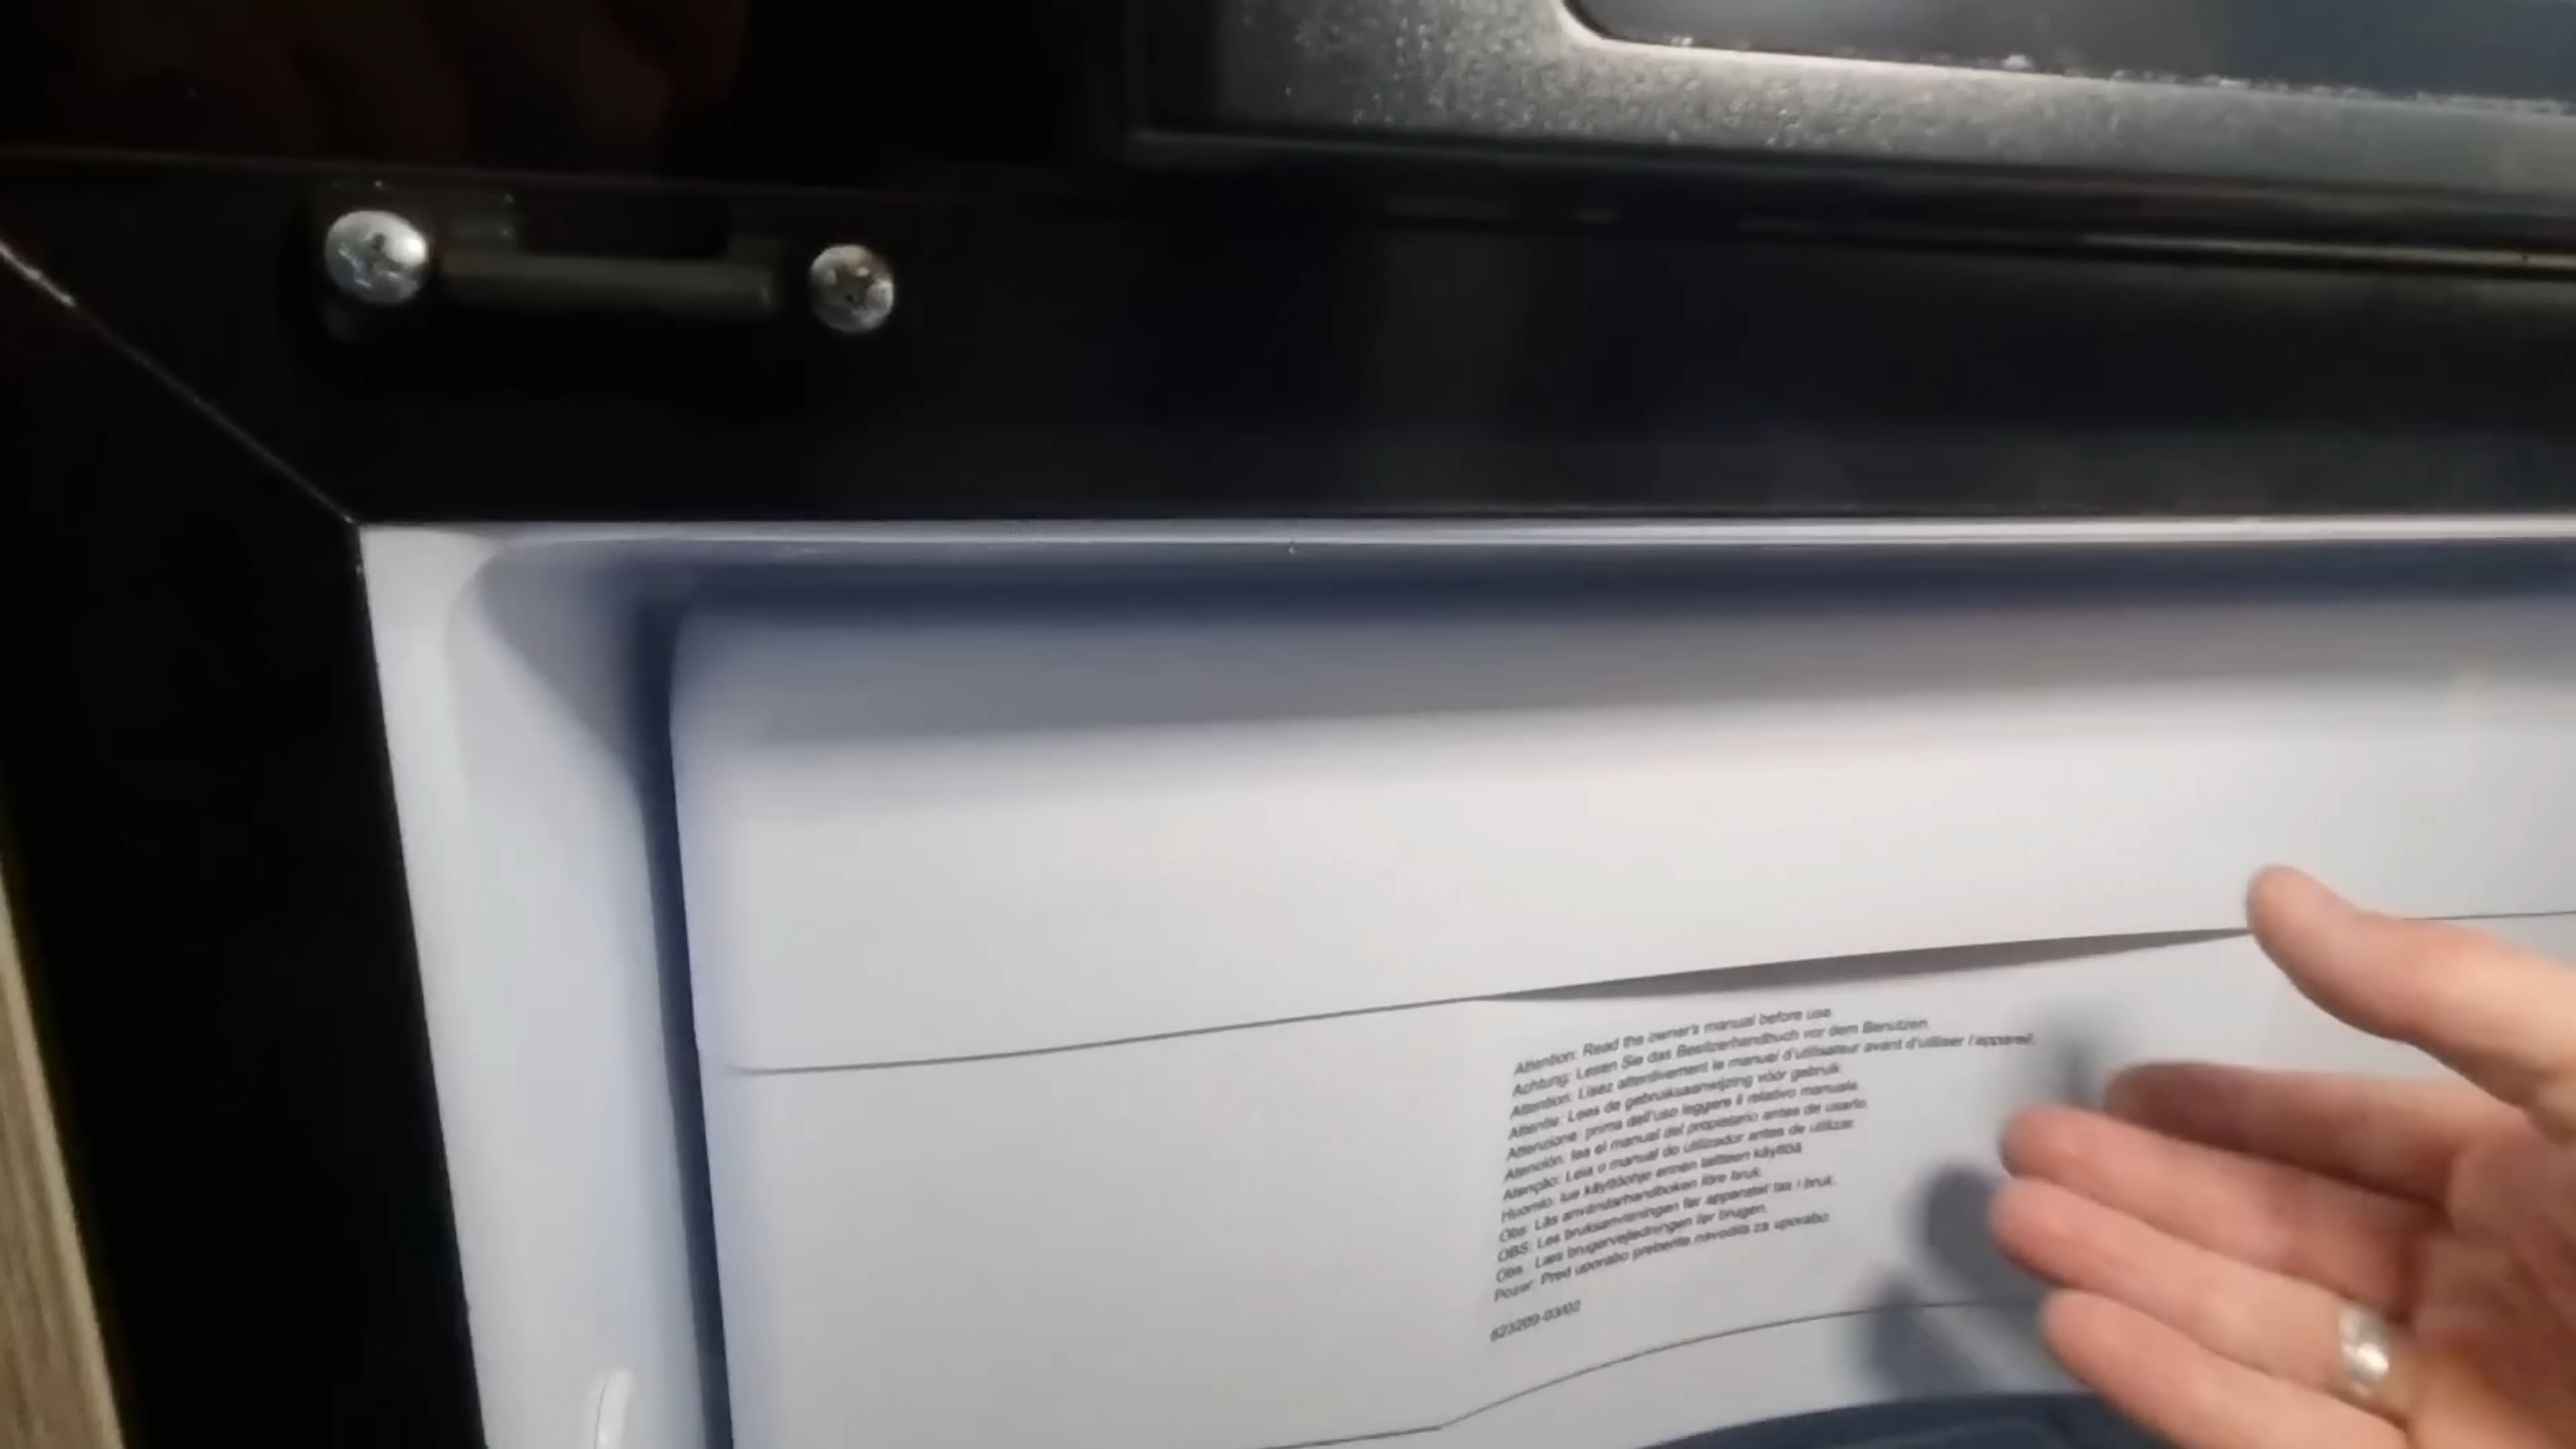 Attention: Read the owner's manual before use.
Achtung: Lesen Sie das Besitzerhandbuch vor dem Benutzen.
Attention: Lisez attentivement le manuel d'utilisateur avant d'utiliser l'appareil.
Attentie: Lees de gebruiksaanwijzing vóór gebruik.
Attenzione: prima dell'uso leggere il relativo manuale.
Atención: lea el manual del propietario antes de usarlo.
Atenção: Leia o manual do utilizador antes de utilizar.
Huomio: lue käyttöohje ennen laitteen käyttöä.
Obs: Läs användarhandboken före bruk.
OBS: Les bruksanvisningen før apparatet tas i bruk.
Obs.: Læs brugervejledningen før brugen.
Pozor: Pred uporabo preberite navodila za uporabo.
623209-03/02